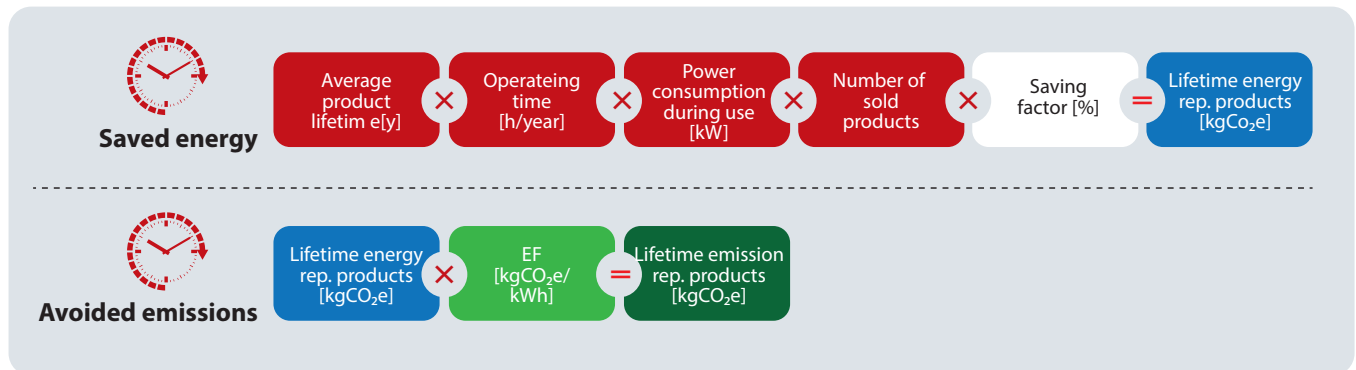 Saved energy
Average
product
lifetim e[y]
×
Operateing
time
[h/year]
×
Power
consumption
during use
[kW]
×
Number of
sold
products
×
Saving
factor [%]
=
Lifetime energy
rep. products
[kgCo₂e]
Avoided emissions
Lifetime energy
rep. products
[kgCO₂e]
×
EF
[kgCO₂e/
kWh]
=
Lifetime emission
rep. products
[kgCO₂e]